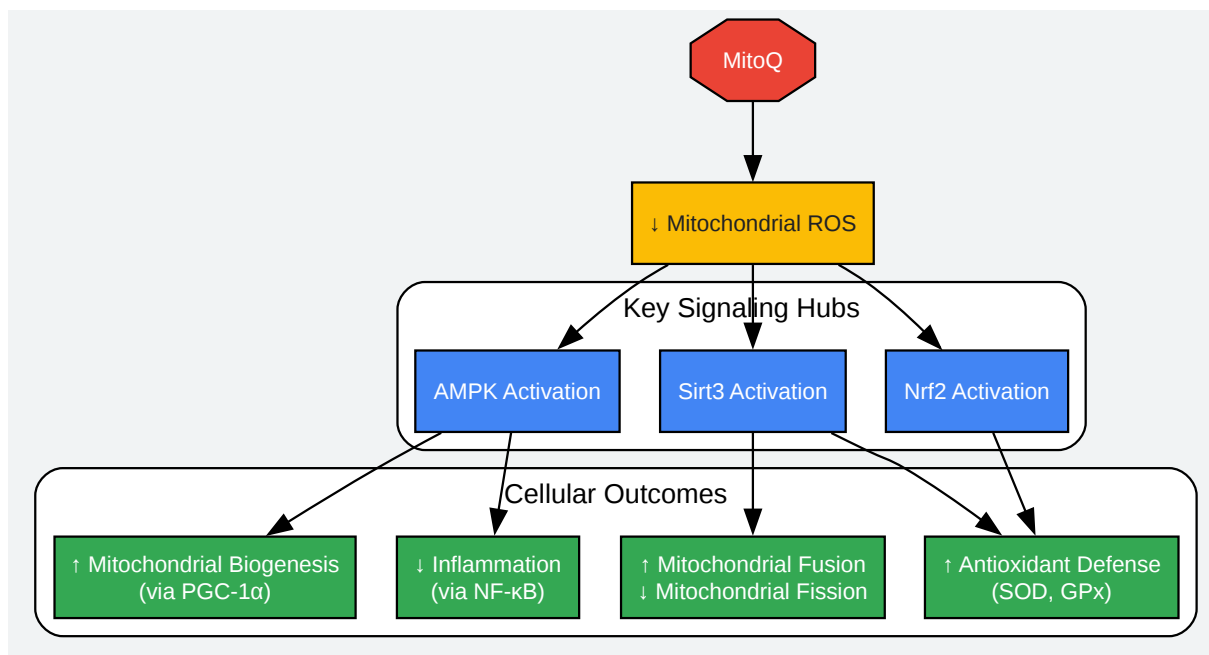 MitoQ
↓ Mitochondrial ROS
Key Signaling Hubs
AMPK Activation
Sirt3 Activation
Nrf2 Activation
Cellular Outcomes
↑ Mitochondrial Biogenesis
(via PGC-1α)
↓ Inflammation
(via NF-κB)
↑ Mitochondrial Fusion
↓ Mitochondrial Fission
↑ Antioxidant Defense
(SOD, GPx)